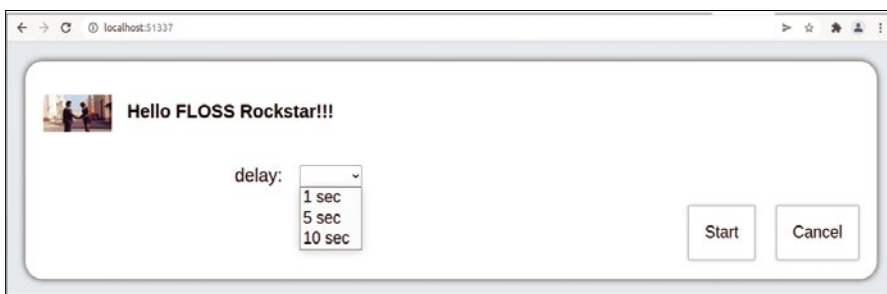 localhost:51337
Hello FLOSS Rockstar!!!
delay:
1 sec
5 sec
10 sec
Start
Cancel